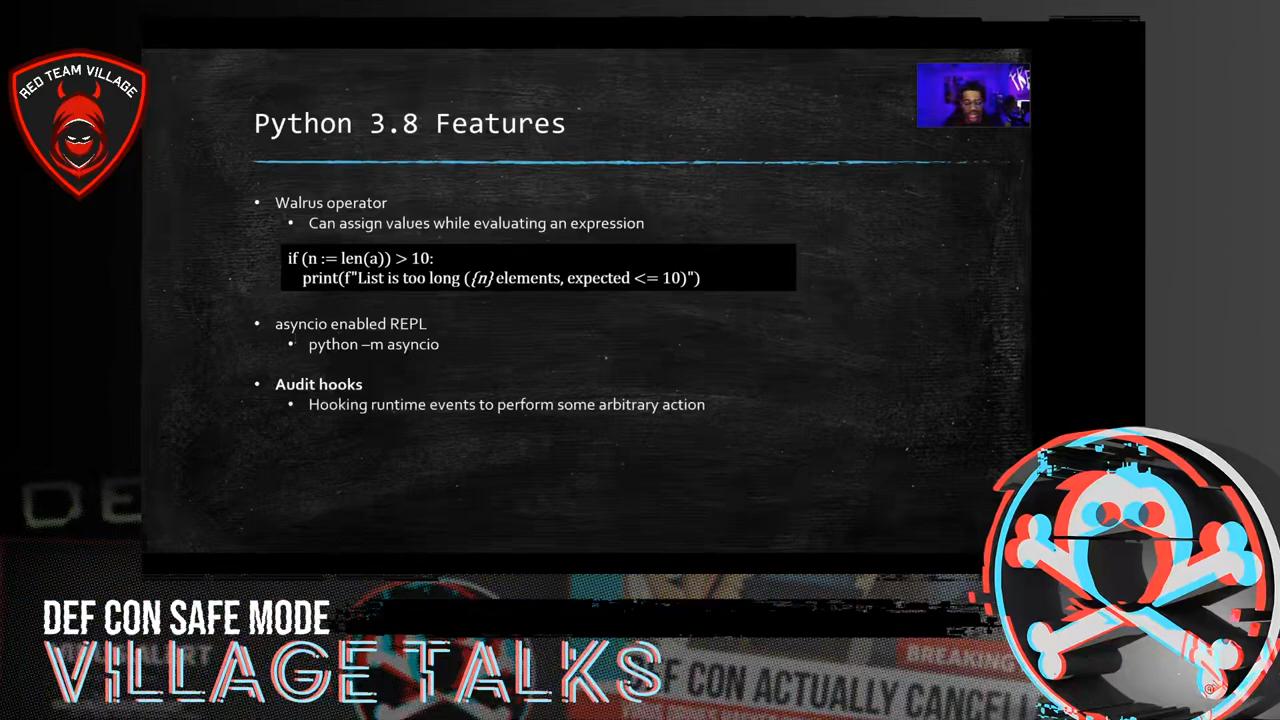 RED TEAM VILLAGE
Python 3.8 Features
• Walrus operator
• Can assign values while evaluating an expression
if (n := len(a)) > 10:
print(f"List is too long ({n} elements, expected <= 10)")
• asyncio enabled REPL
• python –m asyncio
• Audit hooks
• Hooking runtime events to perform some arbitrary action
DE
DEF CON SAFE MODE
VILLAGE TALKS
BREAKING
DEF CON ACTUALLY CANCELL